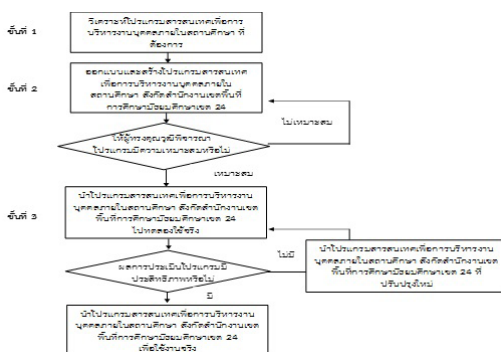 ขั้นที่ 1
วิเคราะห์โปรแกรมสารสนเทศเพื่อการ
บริหารงานบุคคลภายในสถานศึกษา ที่
ต้องการ
ขั้นที่ 2
ออกแบบและสร้างโปรแกรมสารสนเทศ
เพื่อการบริหารงานบุคคลภายใน
สถานศึกษา สังกัดสำนักงานเขตพื้นที่
การศึกษามัธยมศึกษาเขต 24
ไม่เหมาะสม
ให้ผู้ทรงคุณวุฒิพิจารณา
โปรแกรมมีความเหมาะสมหรือไม่
เหมาะสม
ขั้นที่ 3
นำโปรแกรมสารสนเทศเพื่อการบริหารงาน
บุคคลภายในสถานศึกษา สังกัดสำนักงานเขต
พื้นที่การศึกษามัธยมศึกษาเขต 24
ไปทดลองใช้จริง
ไม่มี
นำโปรแกรมสารสนเทศเพื่อการบริหารงาน
บุคคลภายในสถานศึกษา สังกัดสำนักงานเขต
พื้นที่การศึกษามัธยมศึกษาเขต 24 ที่
ปรับปรุงใหม่
ผลการประเมินโปรแกรมมี
ประสิทธิภาพหรือไม่
มี
นำโปรแกรมสารสนเทศเพื่อการบริหารงาน
บุคคลภายในสถานศึกษา สังกัดสำนักงานเขต
พื้นที่การศึกษามัธยมศึกษาเขต 24
เพื่อใช้งานจริง